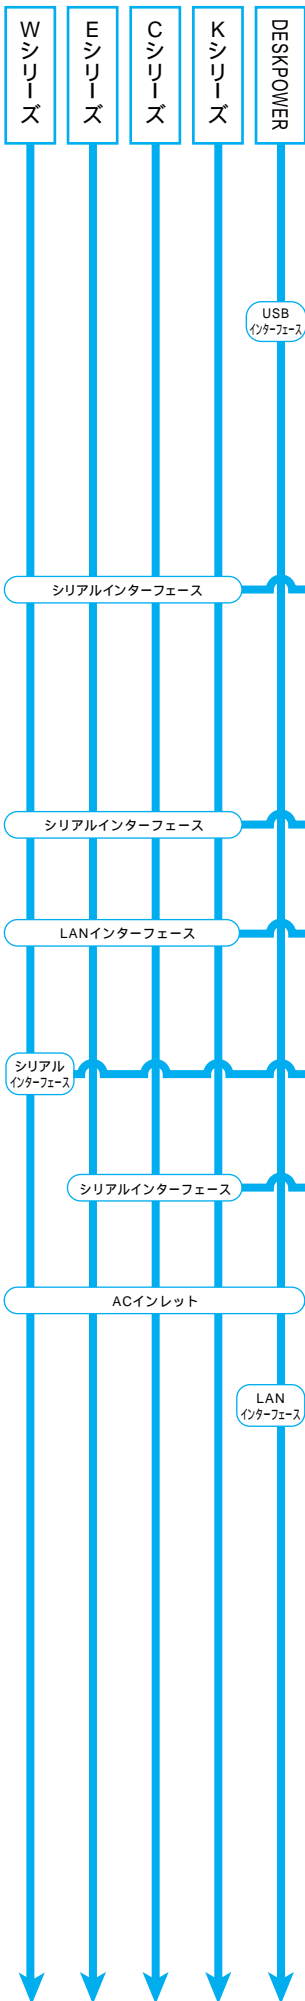 Wシリーズ
Eシリーズ
Cシリーズ
Kシリーズ
DESKPOWER
USB
インターフェース
シリアルインターフェース
シリアルインターフェース
LANインターフェース
シリアル
インターフェース
シリアルインターフェース
ACインレット
LAN
インターフェース